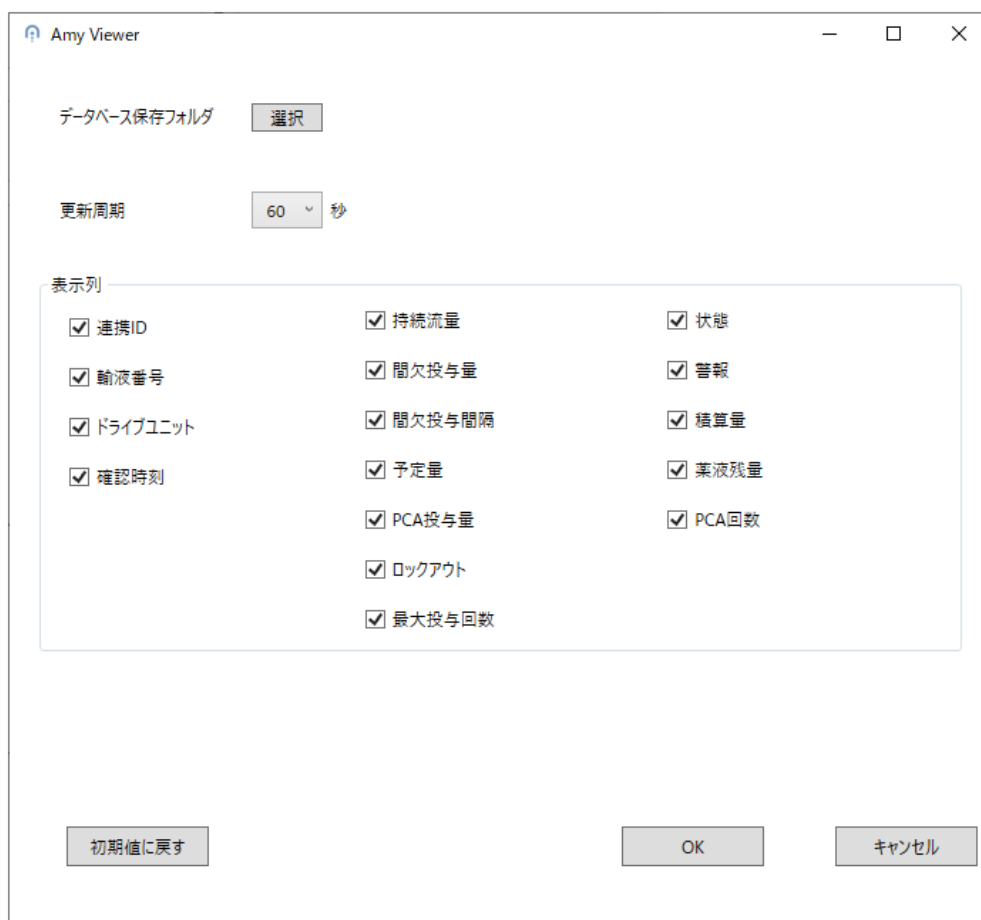 Amy Viewer
データベース保存フォルダ 選択
更新周期 60 秒
表示列
連携ID
輸液番号
ドライブユニット
確認時刻
持続流量
間欠投与量
間欠投与間隔
予定量
PCA投与量
ロックアウト
最大投与回数
状態
警報
積算量
薬液残量
PCA回数
初期値に戻す OK キャンセル